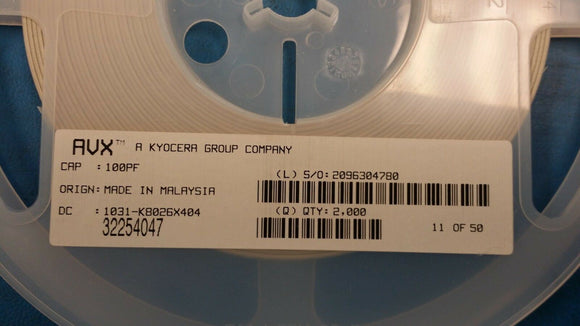 AVX™ A KYOCERA GROUP COMPANY
CAP : 100PF
(L) S/O: 2096304780
ORIGN: MADE IN MALAYSIA
DC : 1031-K8026X404
(Q) QTY: 2,000
32254047
11 OF 50